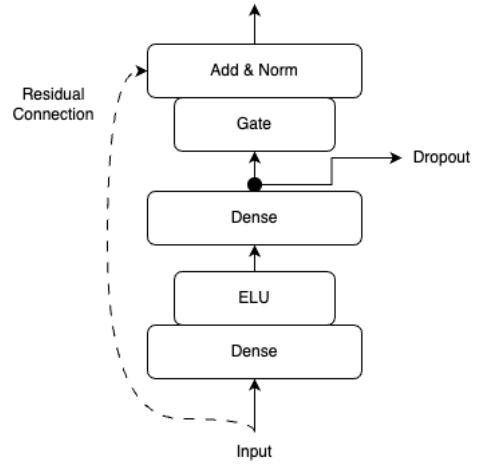 Add & Norm
Residual
Connection
Gate
Dropout
Dense
ELU
Dense
Input